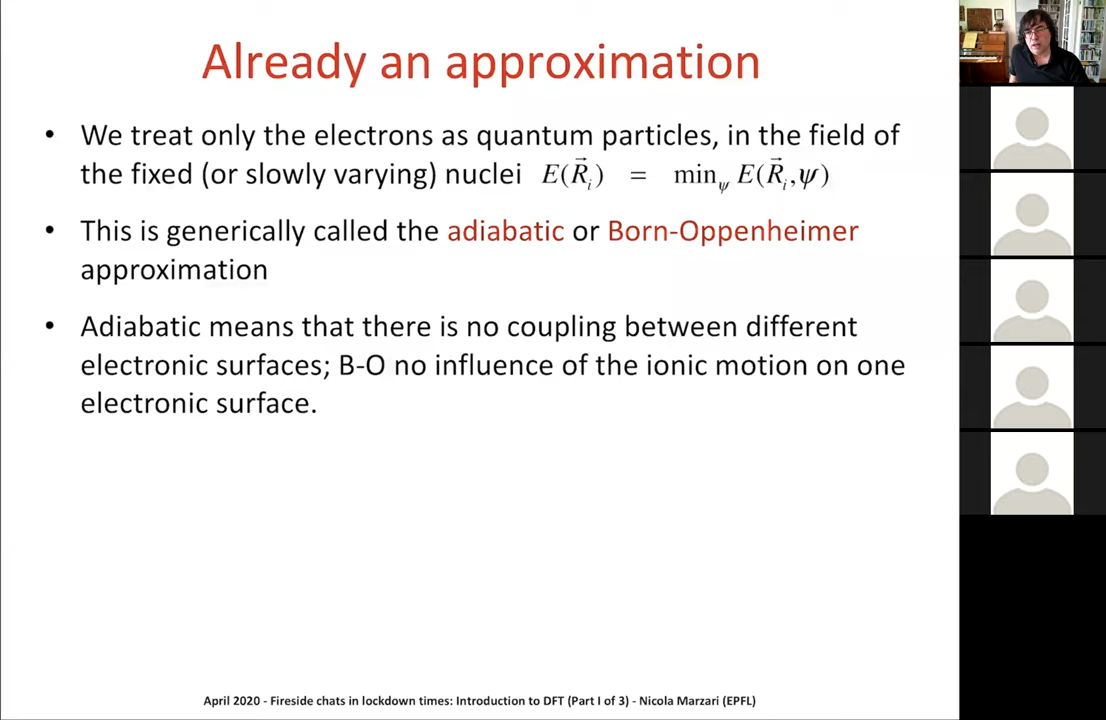 Already an approximation
• We treat only the electrons as quantum particles, in the field of
the fixed (or slowly varying) nuclei E(R⃗ᵢ) = min_ψ E(R⃗ᵢ,ψ)
• This is generically called the adiabatic or Born-Oppenheimer
approximation
• Adiabatic means that there is no coupling between different
electronic surfaces; B-O no influence of the ionic motion on one
electronic surface.
April 2020 - Fireside chats in lockdown times: Introduction to DFT (Part I of 3) - Nicola Marzari (EPFL)